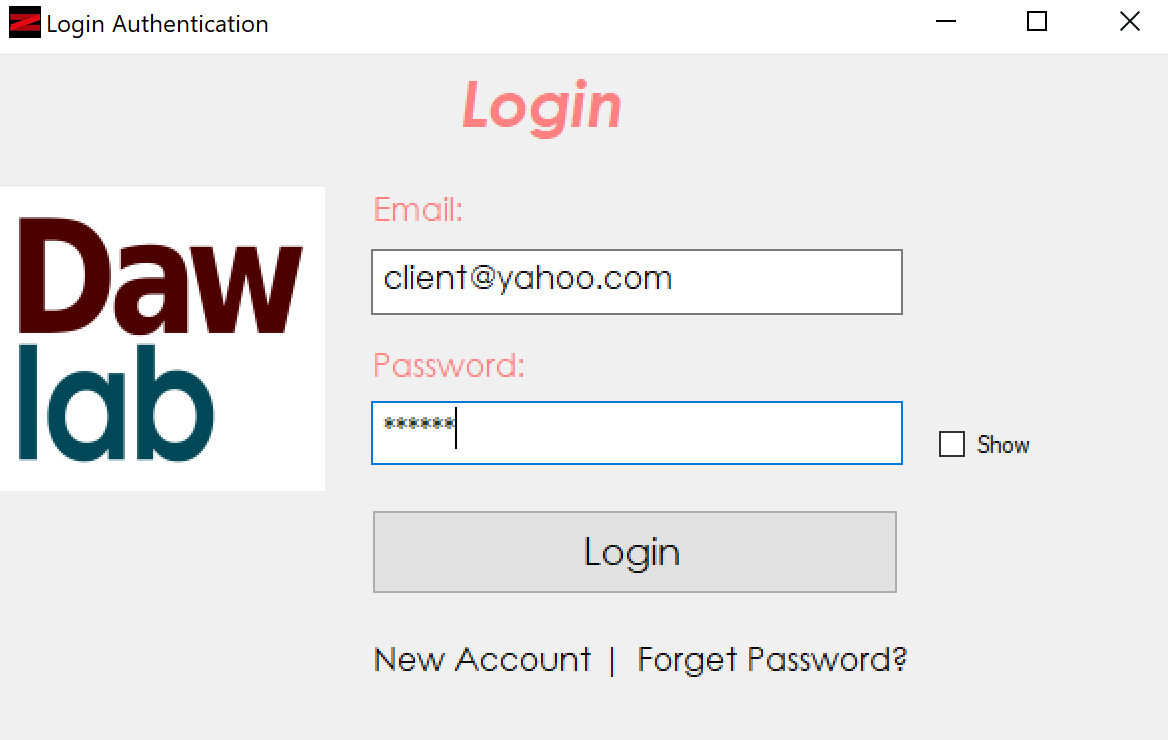 Login Authentication
Login
Daw
lab
Email:
client@yahoo.com
Password:
******
Show
Login
New Account | Forget Password?